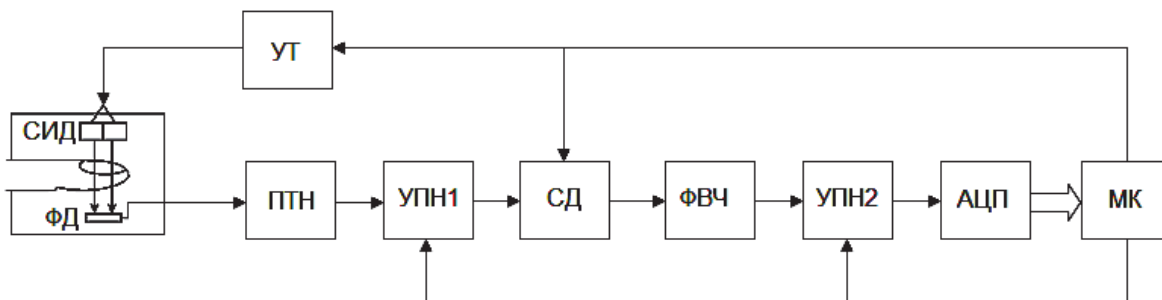 УТ
СИД
ФД
ПТН
УПН1
СД
ФВЧ
УПН2
АЦП
МК